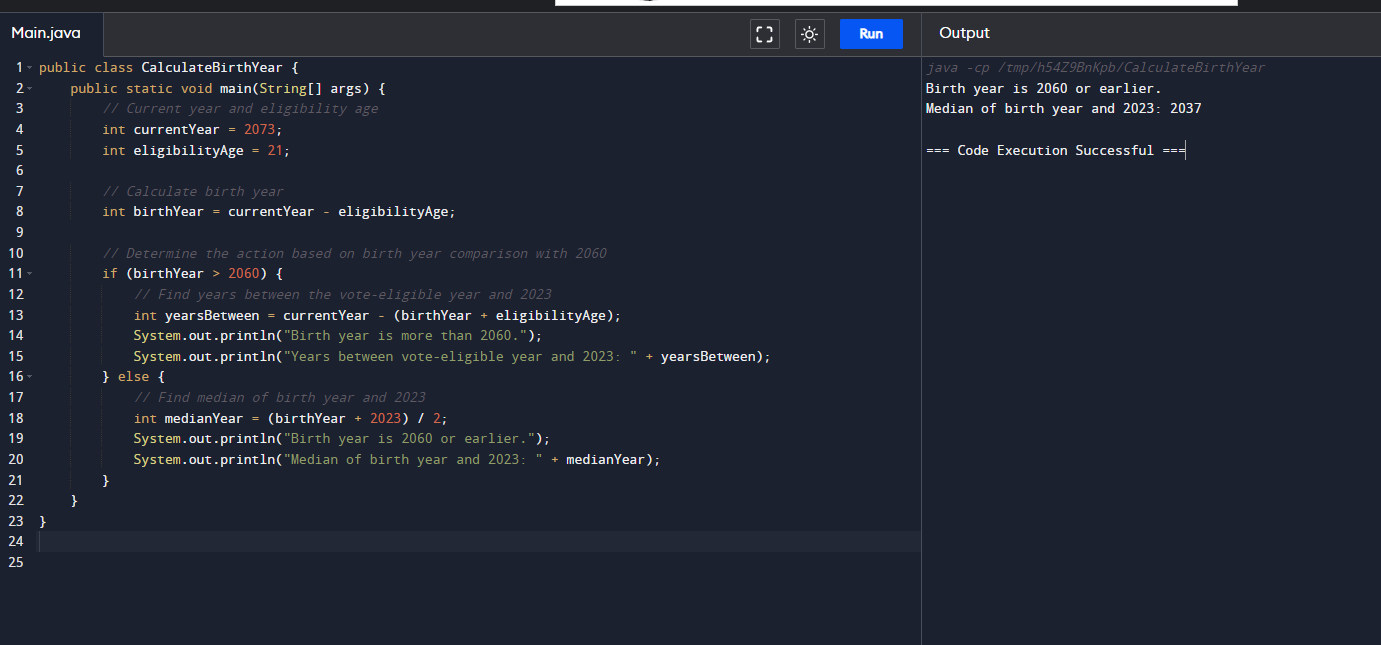 Main.java
Run
Output
1 public class CalculateBirthYear {
2 public static void main(String[] args) {
3 // Current year and eligibility age
4 int currentYear = 2073;
5 int eligibilityAge = 21;
6
7 // Calculate birth year
8 int birthYear = currentYear - eligibilityAge;
9
10 // Determine the action based on birth year comparison with 2060
11 if (birthYear > 2060) {
12 // Find years between the vote-eligible year and 2023
13 int yearsBetween = currentYear - (birthYear + eligibilityAge);
14 System.out.println("Birth year is more than 2060.");
15 System.out.println("Years between vote-eligible year and 2023: " + yearsBetween);
16 } else {
17 // Find median of birth year and 2023
18 int medianYear = (birthYear + 2023) / 2;
19 System.out.println("Birth year is 2060 or earlier.");
20 System.out.println("Median of birth year and 2023: " + medianYear);
21 }
22 }
23 }
24
25
java -cp /tmp/h54Z9BnKpb/CalculateBirthYear
Birth year is 2060 or earlier.
Median of birth year and 2023: 2037
=== Code Execution Successful ===